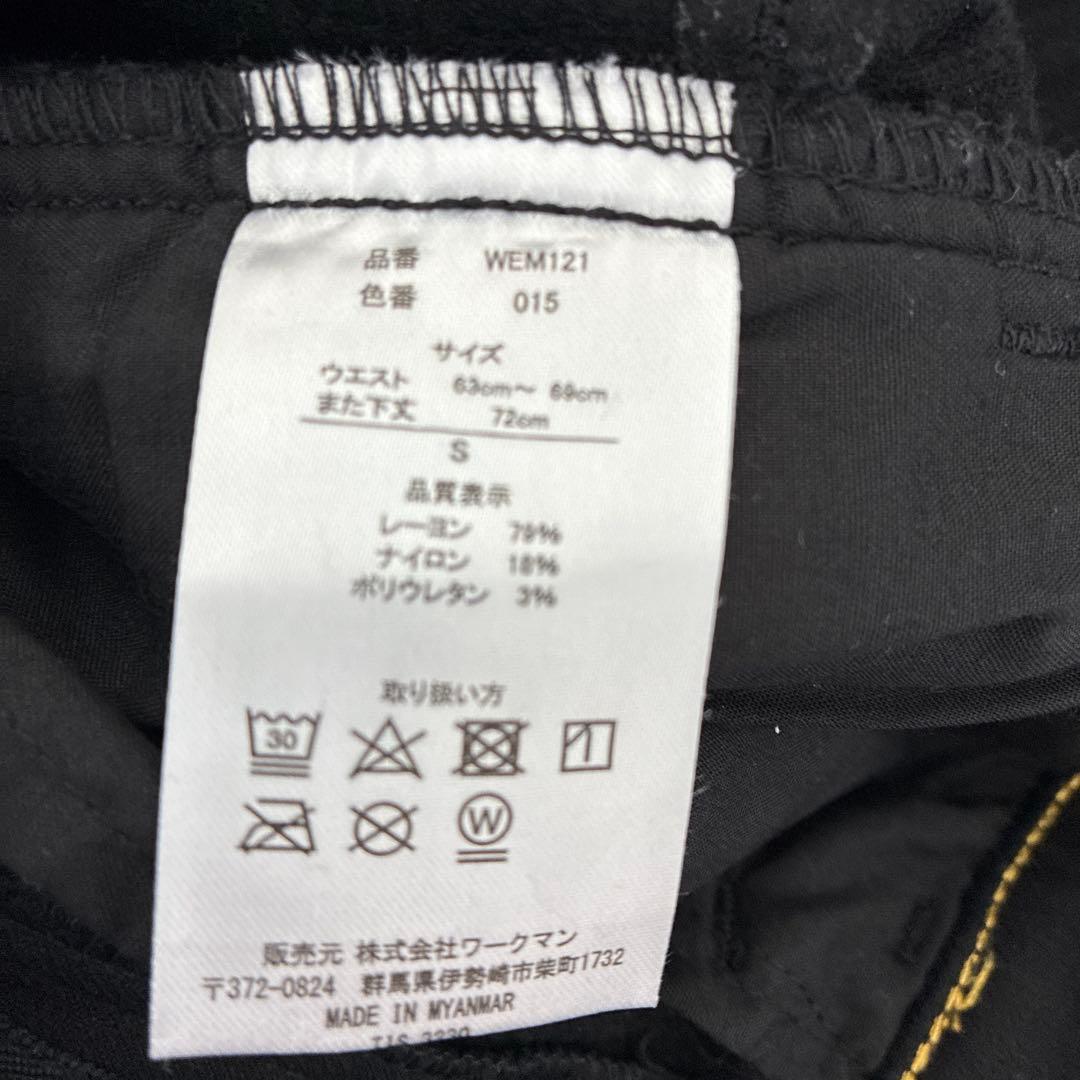 品番 WEM121
色番 015
サイズ
ウエスト 63cm～ 69cm
また下丈 72cm
S
品質表示
レーヨン 79%
ナイロン 18%
ポリウレタン 3%
取り扱い方
30
W
販売元 株式会社ワークマン
〒372-0824 群馬県伊勢崎市柴町1732
MADE IN MYANMAR